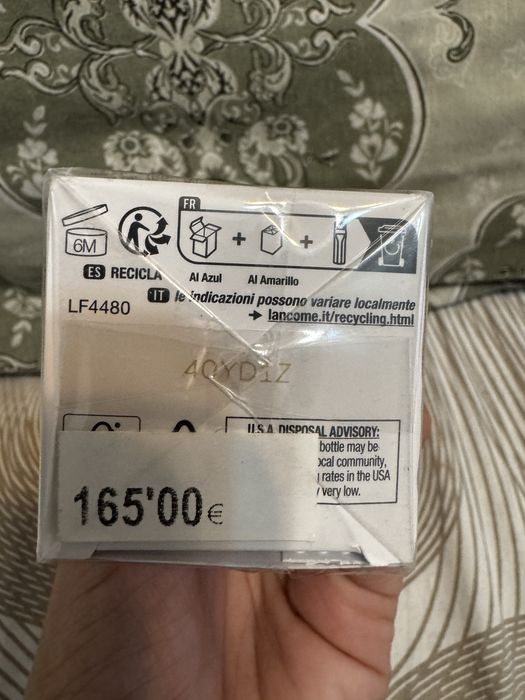 FR
6M
+ +
ES RECICLA Al Azul Al Amarillo
LF4480
IT le indicazioni possono variare localmente
→ lancome.it/recycling.html
40YD1Z
U.S.A. DISPOSAL ADVISORY:
bottle may be
ocal community,
rates in the USA
very low.
165'00€